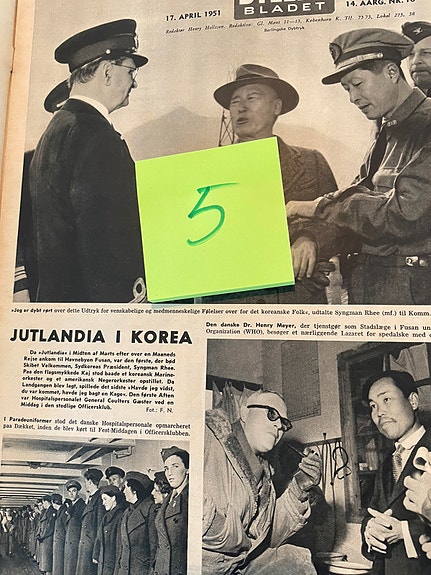 17. APRIL 1951
BLADET
14. AARG. NR. 16
Redaktør Henry Hellssen, Redaktion: Gl. Mønt 11—13, København K. Tlf. 75 73, Lokal 275, 58
Berlingske Dybtryk
5
»Jeg er dybt rørt over dette Udtryk for venskabelige og medmenneskelige Følelser over for det koreanske Folk«, udtalte Syngman Rhee (mf.) til Komm.
JUTLANDIA I KOREA
Da »Jutlandia« i Midten af Marts efter over en Maaneds
Rejse ankom til Havnebyen Fusan, var den første, der bød
Skibet Velkommen, Sydkoreas Præsident, Syngman Rhee.
Paa den flagsmykkede Kaj stod baade et koreansk Marine-
orkester og et amerikansk Negerorkester opstillet. Da
Landgangen blev lagt, spillede det sidste »Havde jeg vidst,
du var kommet, havde jeg bagt en Kage«. Den første Aften
var Hospitalspersonalet General Coulters Gæster ved en
Middag i den stedlige Officersklub.
Fot.: F. N.
I Paradeuniformer stod det danske Hospitalspersonale opmarcheret
paa Dækket, inden de blev kørt til Fest-Middagen i Officersklubben.
Den danske Dr. Henry Meyer, der tjenstgør som Stadslæge i Fusan un
Organization (WHO), besøger et nærliggende Lazaret for spedalske med